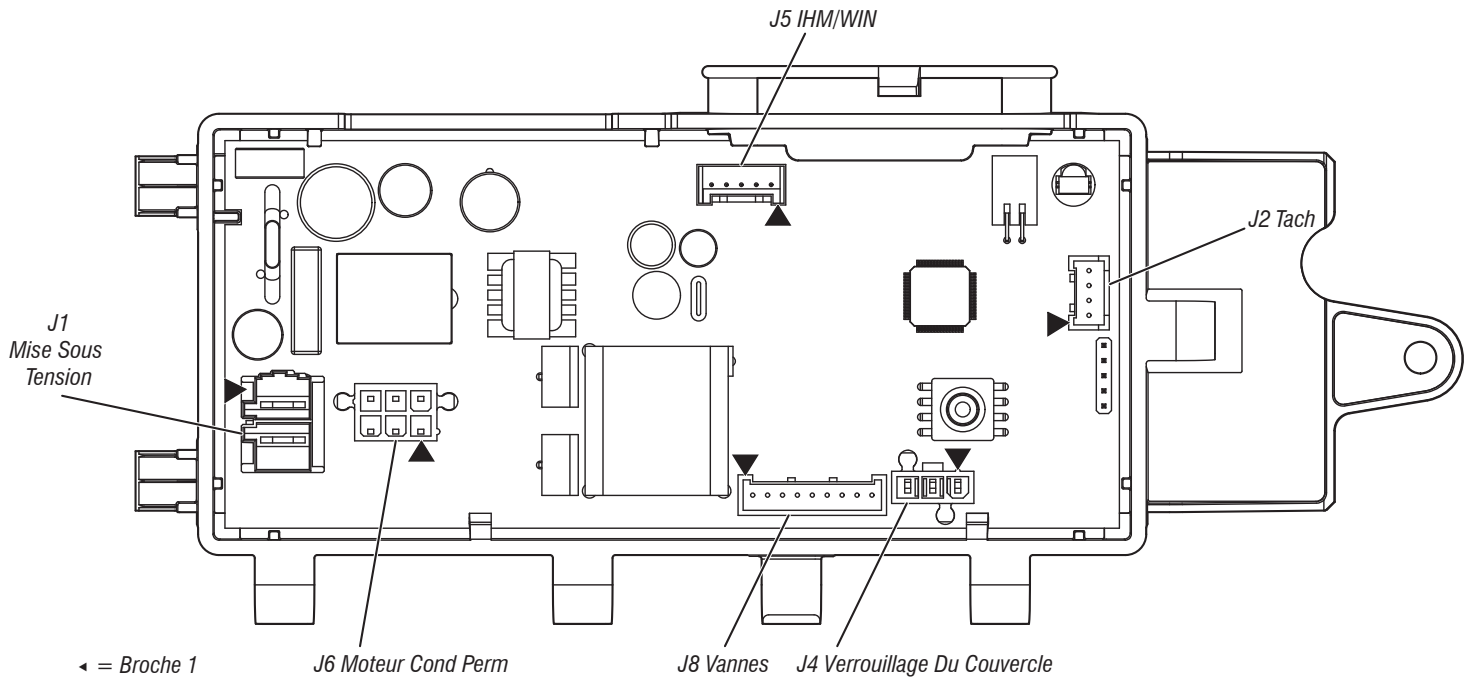 J5 IHM/WIN
J2 Tach
J1
Mise Sous
Tension
◂ = Broche 1
J6 Moteur Cond Perm
J8 Vannes
J4 Verrouillage Du Couvercle